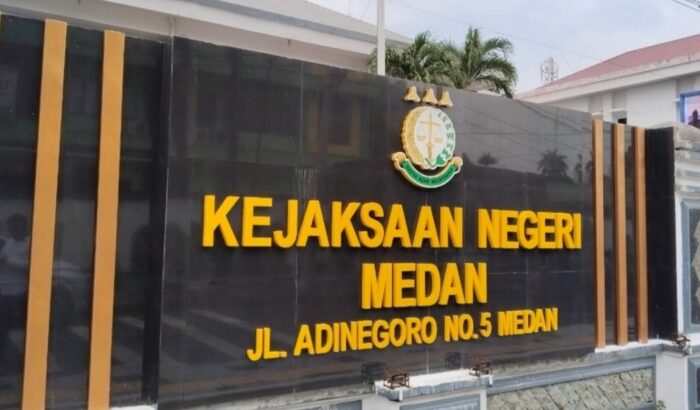 KEJAKSAAN NEGERI
MEDAN
JL. ADINEGORO NO.5 MEDAN